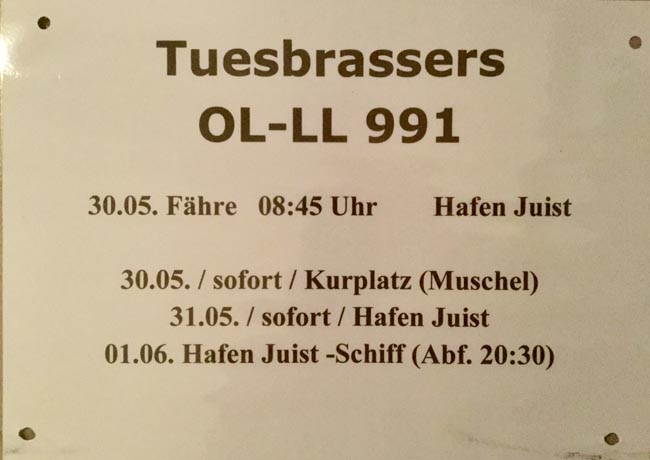 Tuesbrassers
OL-LL 991
30.05. Fähre 08:45 Uhr Hafen Juist
30.05. / sofort / Kurplatz (Muschel)
31.05. / sofort / Hafen Juist
01.06. Hafen Juist -Schiff (Abf. 20:30)